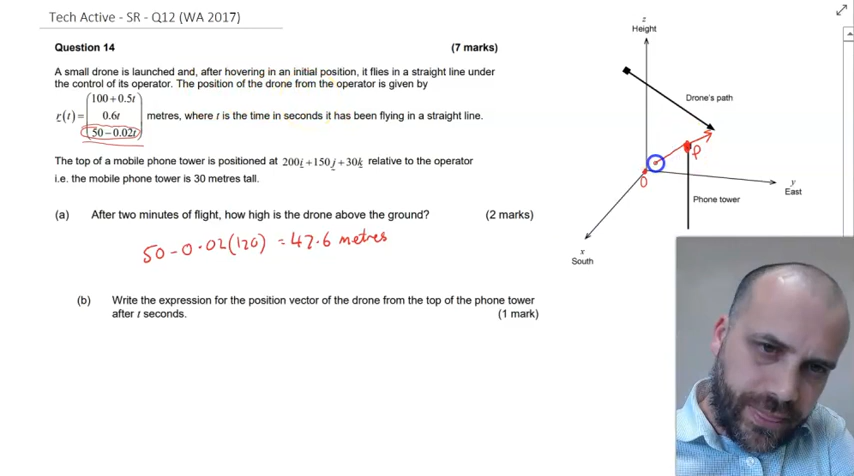 Tech Active - SR - Q12 (WA 2017)
Question 14 (7 marks)
A small drone is launched and, after hovering in an initial position, it flies in a straight line under
the control of its operator. The position of the drone from the operator is given by
100+0.5t
r(t)= 0.6t metres, where t is the time in seconds it has been flying in a straight line.
50−0.02t
The top of a mobile phone tower is positioned at 200i+150j+30k relative to the operator
i.e. the mobile phone tower is 30 metres tall.
(a) After two minutes of flight, how high is the drone above the ground? (2 marks)
50-0.02(120) = 47.6 metres
(b) Write the expression for the position vector of the drone from the top of the phone tower
after t seconds. (1 mark)
z
Height
Drone's path
P
O
y
East
Phone tower
x
South